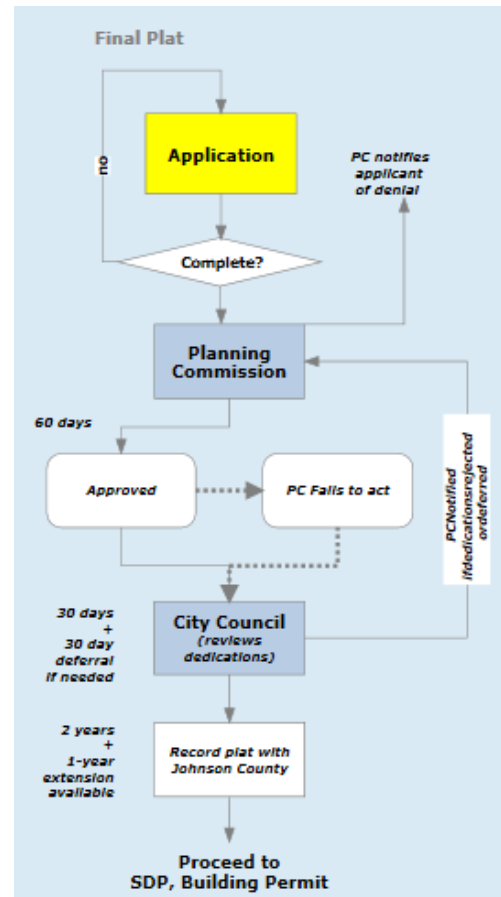 Final Plat
no
Application
PC notifies
applicant
of denial
Complete?
Planning
Commission
60 days
Approved
PC Fails to act
PCNotified
ifdedicationsrejected
ordeferred
30 days
+
30 day
deferral
if needed
City Council
(reviews
dedications)
2 years
+
1-year
extension
available
Record plat with
Johnson County
Proceed to
SDP, Building Permit